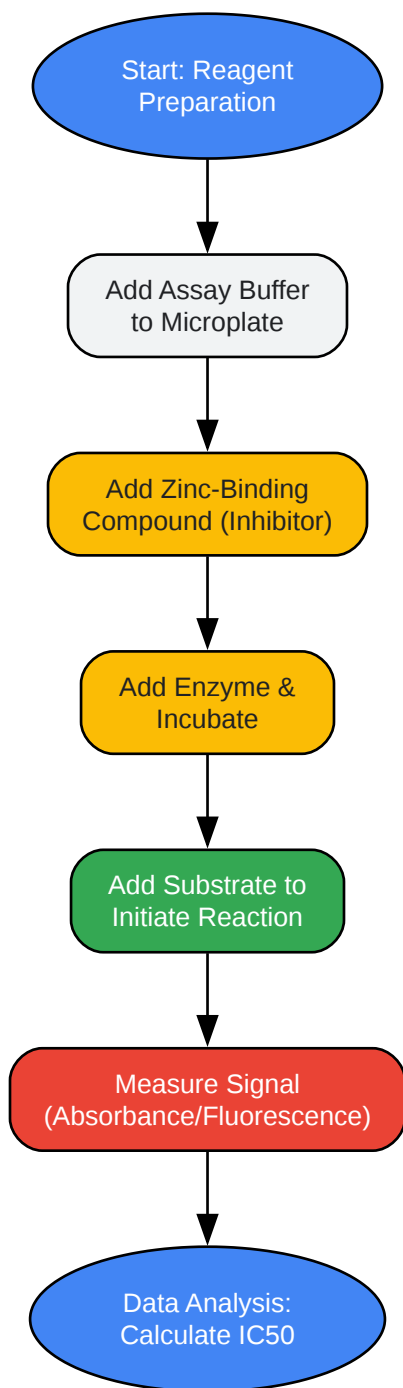 Start: Reagent
Preparation
Add Assay Buffer
to Microplate
Add Zinc-Binding
Compound (Inhibitor)
Add Enzyme &
Incubate
Add Substrate to
Initiate Reaction
Measure Signal
(Absorbance/Fluorescence)
Data Analysis:
Calculate IC50